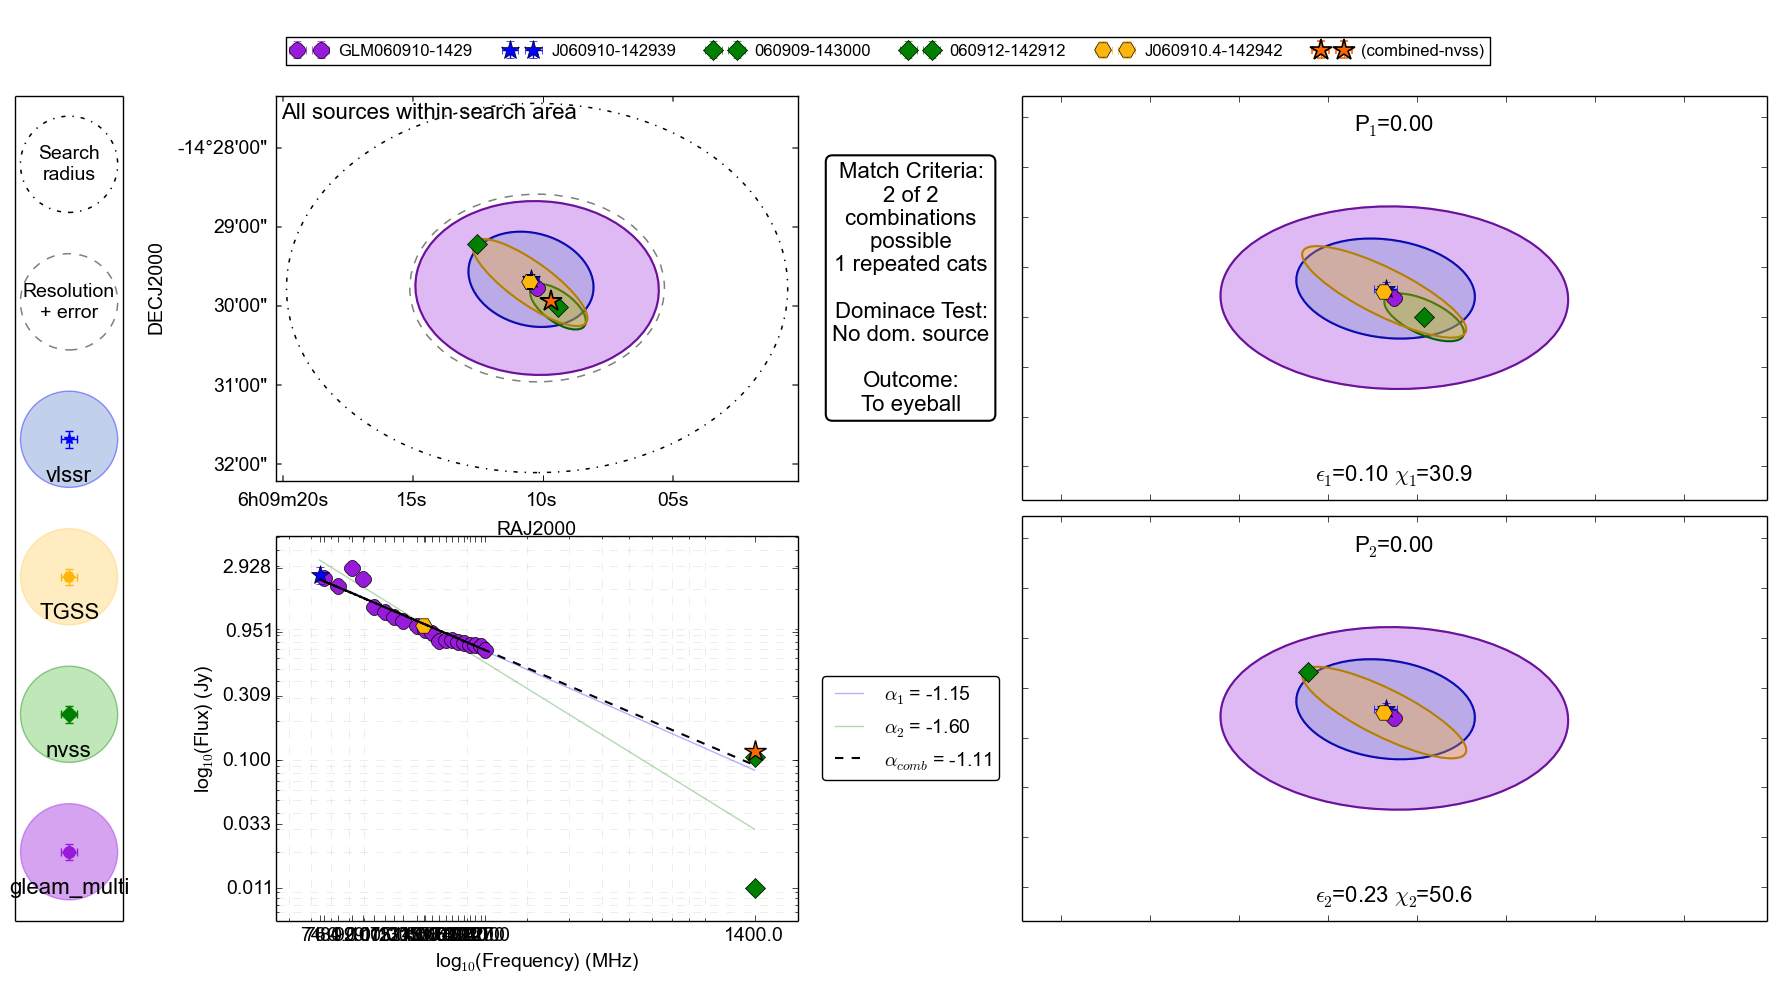 GLM060910-1429 J060910-142939 060909-143000 060912-142912 J060910.4-142942 (combined-nvss)
Search
radius
Resolution
+ error
vlssr
TGSS
nvss
gleam_multi
All sources within search area
DECJ2000
-14°28'00"
29'00"
30'00"
31'00"
32'00"
6h09m20s 15s 10s 05s
RAJ2000
Match Criteria:
2 of 2
combinations
possible
1 repeated cats
Dominace Test:
No dom. source
Outcome:
To eyeball
P1=0.00
ϵ1=0.10 χ1=30.9
log10(Flux) (Jy)
2.928
0.951
0.309
0.100
0.033
0.011
1400.0
log10(Frequency) (MHz)
α1 = -1.15
α2 = -1.60
αcomb = -1.11
P2=0.00
ϵ2=0.23 χ2=50.6